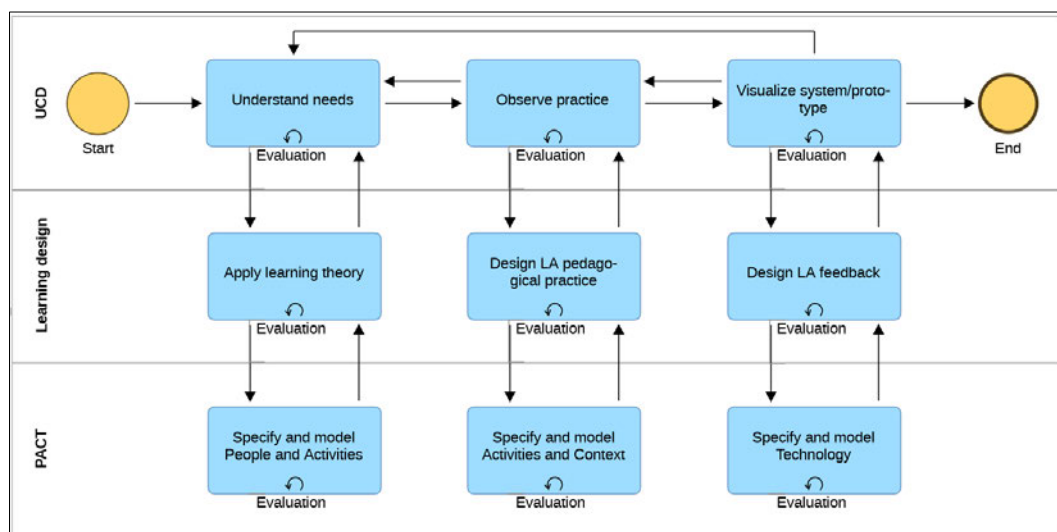 UCD
Start
Understand needs
Evaluation
Observe practice
Evaluation
Visualize system/proto-
type
Evaluation
End
Learning design
Apply learning theory
Evaluation
Design LA pedago-
gical practice
Evaluation
Design LA feedback
Evaluation
PACT
Specify and model
People and Activities
Evaluation
Specify and model
Activities and Context
Evaluation
Specify and model
Technology
Evaluation